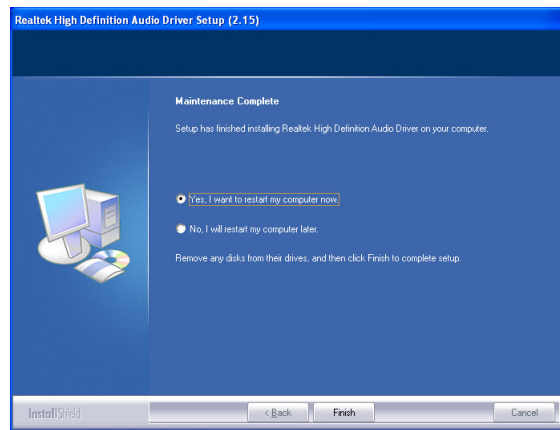 Realtek High Definition Audio Driver Setup (2.15)
Maintenance Complete
Setup has finished installing Realtek High Definition Audio Driver on your computer.
Yes, I want to restart my computer now.
No, I will restart my computer later.
Remove any disks from their drives, and then click Finish to complete setup.
InstallShield
< Back
Finish
Cancel